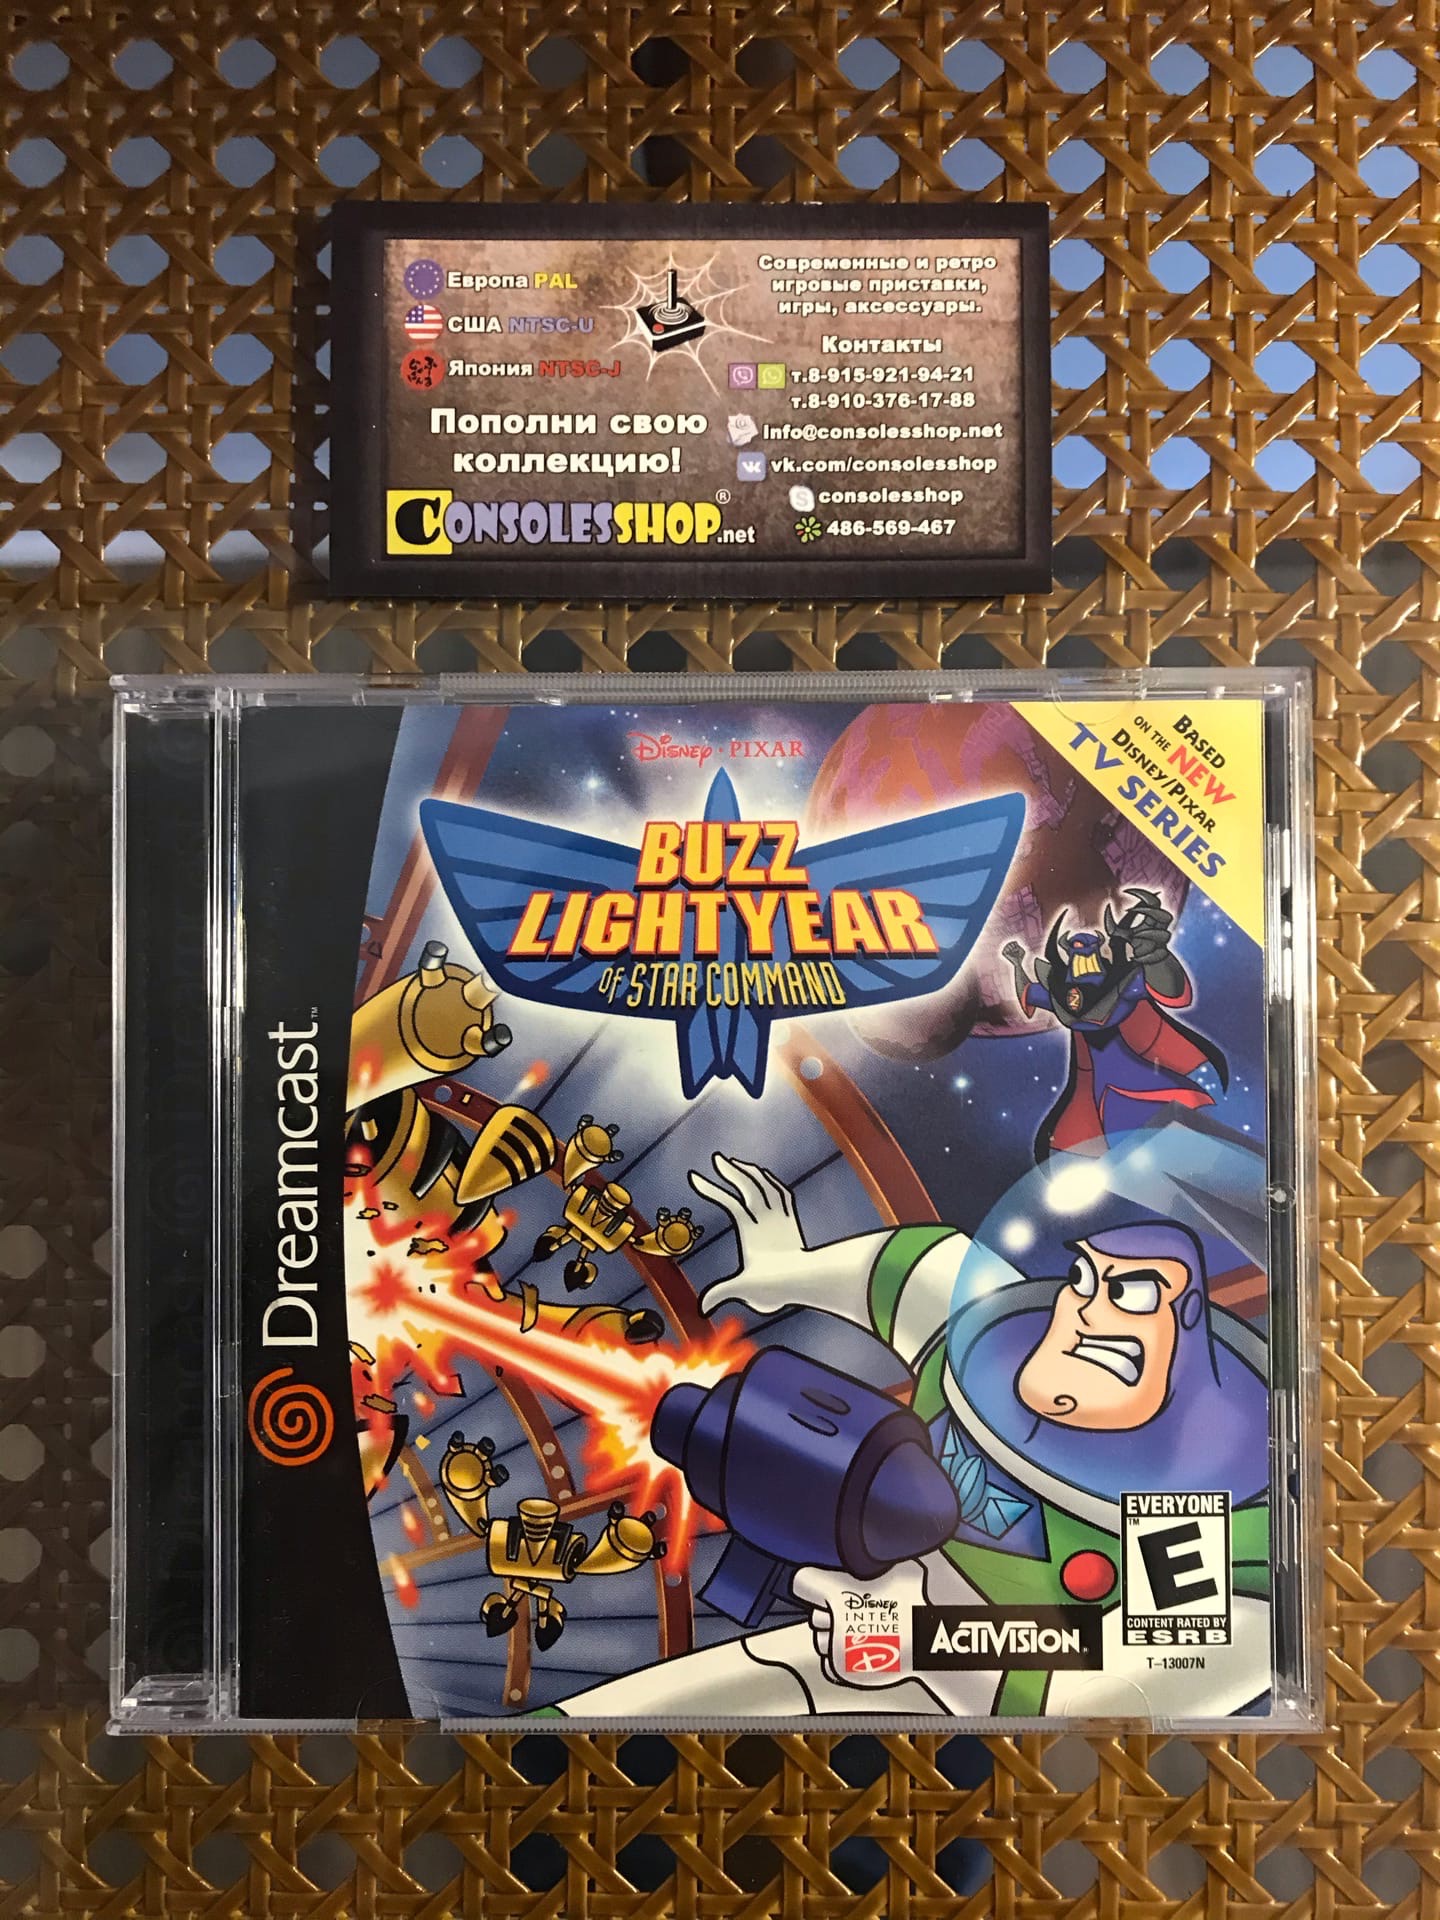 Европа PAL
США NTSC-U
Япония NTSC-J
Пополни свою
коллекцию!
CONSOLESSHOP.net
®
Современные и ретро
игровые приставки,
игры, аксессуары.
Контакты
т.8-915-921-94-21
т.8-910-376-17-88
info@consolesshop.net
vk.com/consolesshop
consolesshop
486-569-467
Dreamcast™
Disney · PIXAR
BUZZ
LIGHTYEAR
OF STAR COMMAND
BASED
ON THE NEW
DISNEY/PIXAR
TV SERIES
Z
DISNEY
INTER
ACTIVE
D
ACTIVISION®
EVERYONE
™
E
CONTENT RATED BY
ESRB
T-13007N